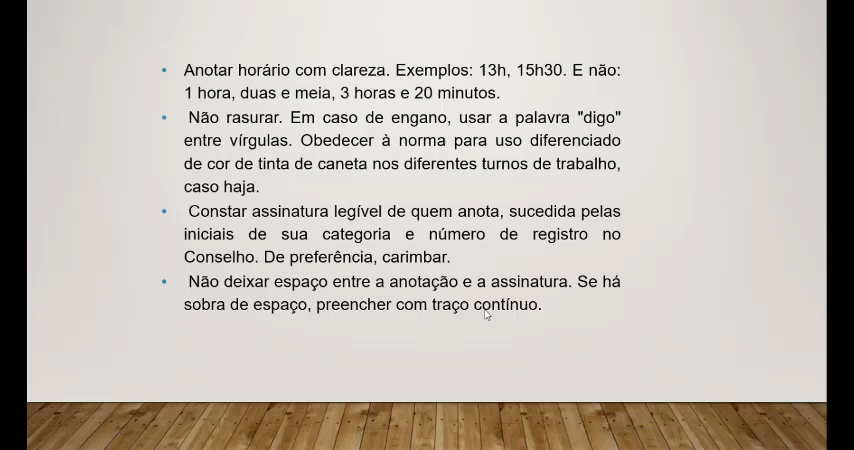 • Anotar horário com clareza. Exemplos: 13h, 15h30. E não:
1 hora, duas e meia, 3 horas e 20 minutos.
• Não rasurar. Em caso de engano, usar a palavra "digo"
entre vírgulas. Obedecer à norma para uso diferenciado
de cor de tinta de caneta nos diferentes turnos de trabalho,
caso haja.
• Constar assinatura legível de quem anota, sucedida pelas
iniciais de sua categoria e número de registro no
Conselho. De preferência, carimbar.
• Não deixar espaço entre a anotação e a assinatura. Se há
sobra de espaço, preencher com traço contínuo.